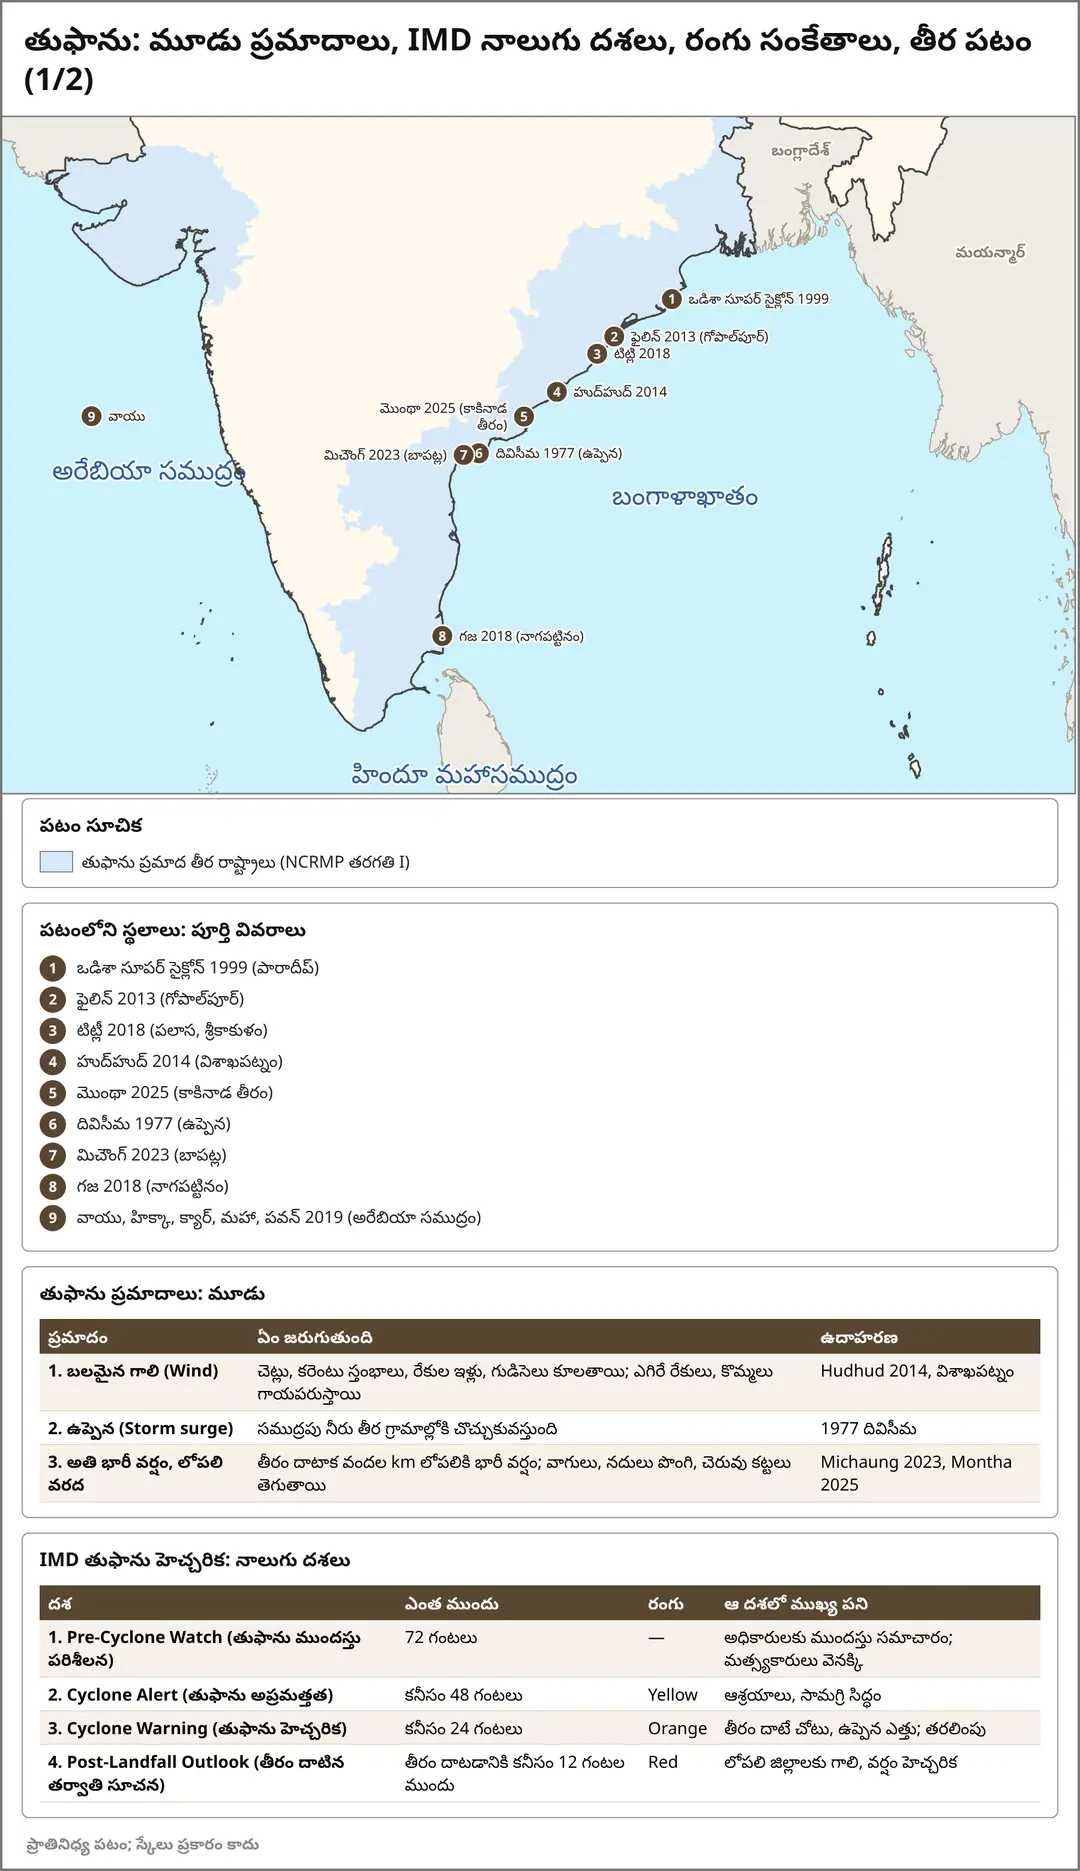 తుఫాను: మూడు ప్రమాదాలు, IMD నాలుగు దశలు, రంగు సంకేతాలు, తీర పటం
(1/2)
బంగ్లాదేశ్
మయన్మార్
1 ఒడిశా సూపర్ సైక్లోన్ 1999
2 ఫైలిన్ 2013 (గోపాల్‌పూర్)
3 టిట్లి 2018
4 హుద్‌హుద్ 2014
మొంథా 2025 (కాకినాడ
తీరం) 5
9 వాయు
మిచౌంగ్ 2023 (బాపట్ల) 7
6 దివిసీమ 1977 (ఉప్పెన)
అరేబియా సముద్రం
బంగాళాఖాతం
8 గజ 2018 (నాగపట్టినం)
హిందూ మహాసముద్రం
పటం సూచిక
తుఫాను ప్రమాద తీర రాష్ట్రాలు (NCRMP తరగతి I)
పటంలోని స్థలాలు: పూర్తి వివరాలు
1 ఒడిశా సూపర్ సైక్లోన్ 1999 (పారాదీప్)
2 ఫైలిన్ 2013 (గోపాల్‌పూర్)
3 టిట్లీ 2018 (పలాస, శ్రీకాకుళం)
4 హుద్‌హుద్ 2014 (విశాఖపట్నం)
5 మొంథా 2025 (కాకినాడ తీరం)
6 దివిసీమ 1977 (ఉప్పెన)
7 మిచౌంగ్ 2023 (బాపట్ల)
8 గజ 2018 (నాగపట్టినం)
9 వాయు, హిక్కా, క్యార్, మహా, పవన్ 2019 (అరేబియా సముద్రం)
తుఫాను ప్రమాదాలు: మూడు
ప్రమాదం ఏం జరుగుతుంది ఉదాహరణ
1. బలమైన గాలి (Wind) చెట్లు, కరెంటు స్తంభాలు, రేకుల ఇళ్లు, గుడిసెలు కూలతాయి; ఎగిరే రేకులు, కొమ్మలు Hudhud 2014, విశాఖపట్నం
గాయపరుస్తాయి
2. ఉప్పెన (Storm surge) సముద్రపు నీరు తీర గ్రామాల్లోకి చొచ్చుకువస్తుంది 1977 దివిసీమ
3. అతి భారీ వర్షం, లోపలి తీరం దాటాక వందల km లోపలికి భారీ వర్షం; వాగులు, నదులు పొంగి, చెరువు కట్టలు Michaung 2023, Montha
వరద తెగుతాయి 2025
IMD తుఫాను హెచ్చరిక: నాలుగు దశలు
దశ ఎంత ముందు రంగు ఆ దశలో ముఖ్య పని
1. Pre-Cyclone Watch (తుఫాను ముందస్తు 72 గంటలు — అధికారులకు ముందస్తు సమాచారం;
పరిశీలన) మత్స్యకారులు వెనక్కి
2. Cyclone Alert (తుఫాను అప్రమత్తత) కనీసం 48 గంటలు Yellow ఆశ్రయాలు, సామగ్రి సిద్ధం
3. Cyclone Warning (తుఫాను హెచ్చరిక) కనీసం 24 గంటలు Orange తీరం దాటే చోటు, ఉప్పెన ఎత్తు; తరలింపు
4. Post-Landfall Outlook (తీరం దాటిన తీరం దాటడానికి కనీసం 12 గంటల Red లోపలి జిల్లాలకు గాలి, వర్షం హెచ్చరిక
తర్వాతి సూచన) ముందు
ప్రాతినిధ్య పటం; స్కేలు ప్రకారం కాదు